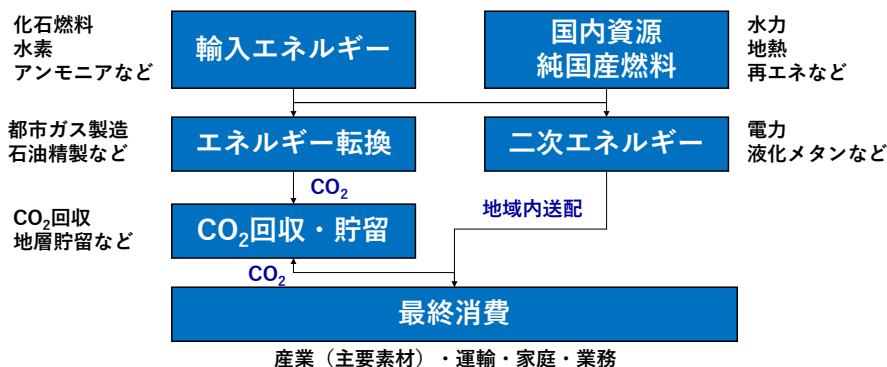 化石燃料
水素
アンモニアなど
輸入エネルギー
国内資源
純国産燃料
水力
地熱
再エネなど
都市ガス製造
石油精製など
エネルギー転換
二次エネルギー
電力
液化メタンなど
CO₂
地域内送配
CO₂回収
地層貯留など
CO₂回収・貯留
CO₂
最終消費
産業（主要素材）・運輸・家庭・業務